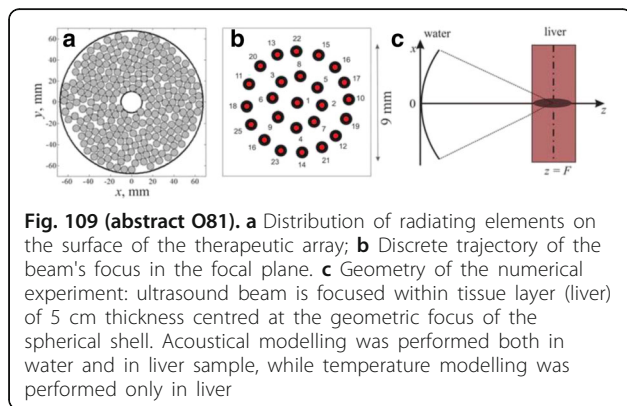 a
60
40
20
0
-20
-40
-60
y, mm
-60 -40 -20 0 20 40 60
x, mm
b
22
13 15
20 8 16
3 5
11 17
6 1 2 10
18
9 7 19
25 4 12
16 21
23 14
9 mm
c water liver
x
0
z
z = F
Fig. 109 (abstract O81). a Distribution of radiating elements on
the surface of the therapeutic array; b Discrete trajectory of the
beam's focus in the focal plane. c Geometry of the numerical
experiment: ultrasound beam is focused within tissue layer (liver)
of 5 cm thickness centred at the geometric focus of the
spherical shell. Acoustical modelling was performed both in
water and in liver sample, while temperature modelling was
performed only in liver